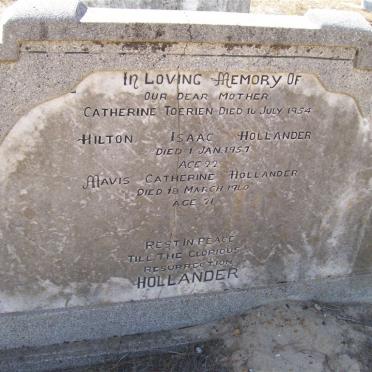 IN LOVING MEMORY OF
OUR DEAR MOTHER
CATHERINE TOERIEN DIED 16 JULY 1954
HILTON ISAAC HOLLANDER
DIED 1 JAN. 1957
AGE 22
MAVIS CATHERINE HOLLANDER
DIED 18 MARCH 1960
AGE 21
REST IN PEACE
TILL THE GLORIOUS
RESURRECTION
HOLLANDER